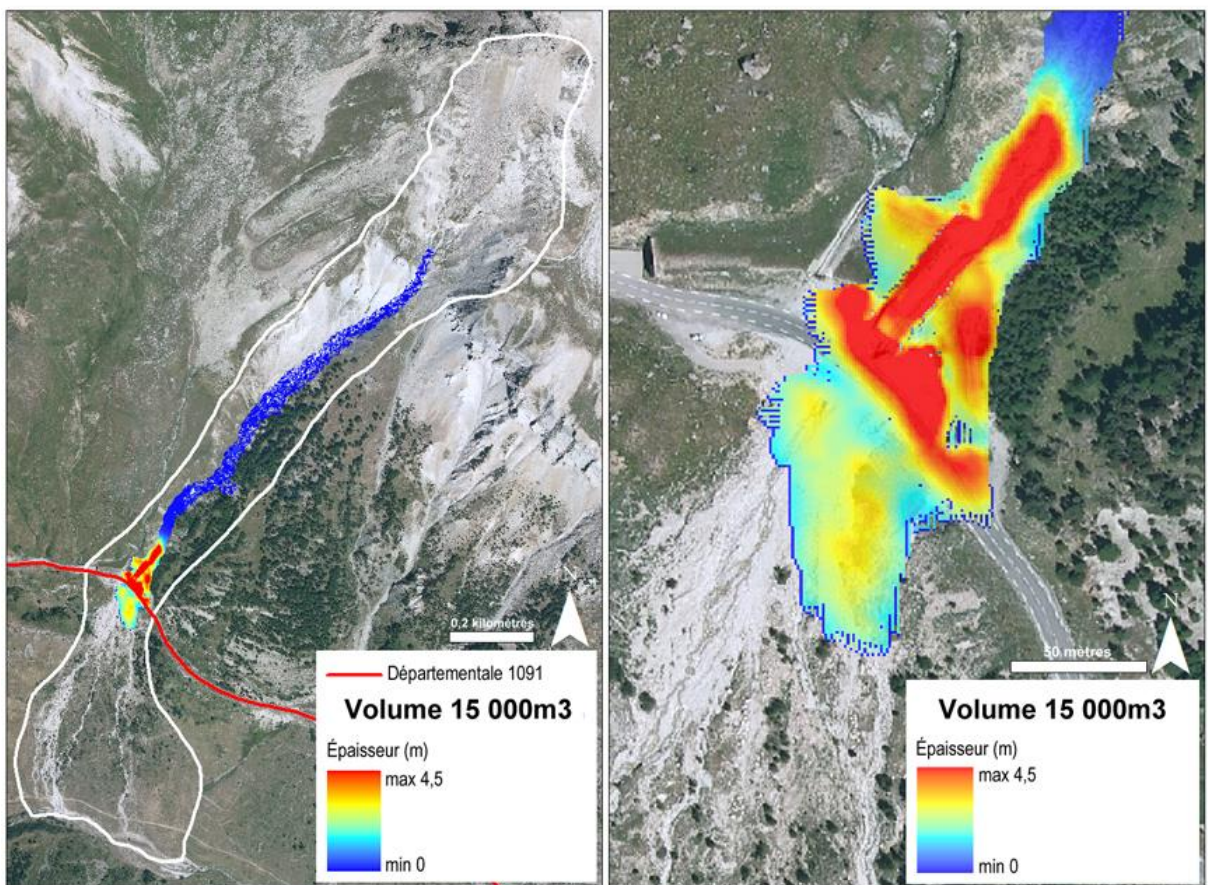 N
0,2 kilomètres
Départementale 1091
Volume 15 000m3
Épaisseur (m)
max 4,5
min 0
N
50 mètres
Volume 15 000m3
Épaisseur (m)
max 4,5
min 0